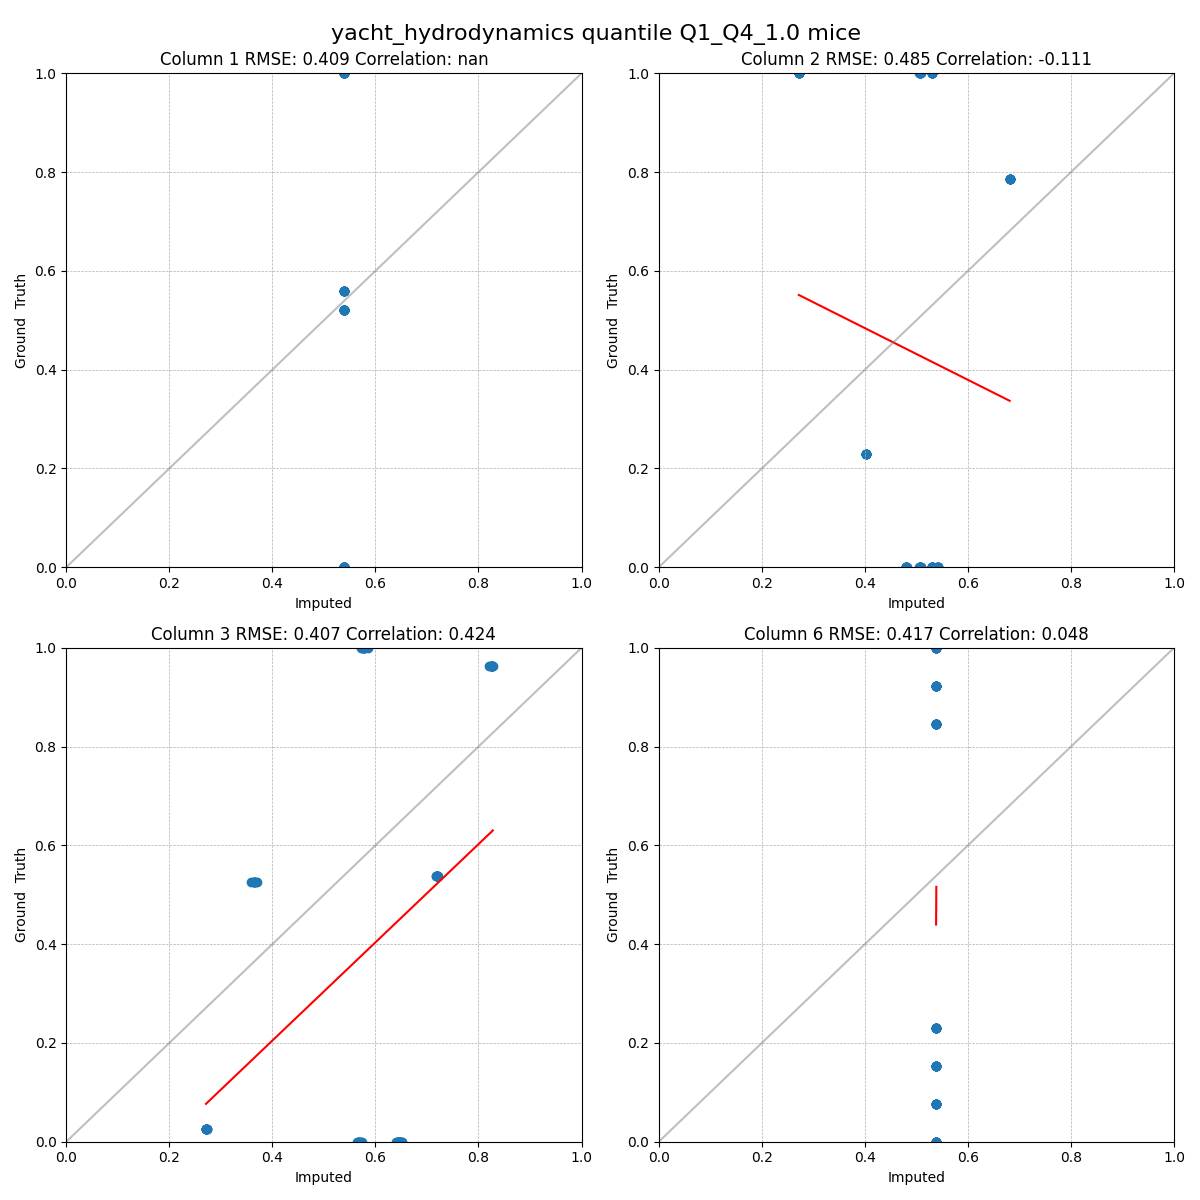 yacht_hydrodynamics quantile Q1_Q4_1.0 mice
Column 1 RMSE: 0.409 Correlation: nan
1.0
0.8
0.6
0.4
0.2
0.0
Ground Truth
0.0 0.2 0.4 0.6 0.8 1.0
Imputed
Column 2 RMSE: 0.485 Correlation: -0.111
1.0
0.8
0.6
0.4
0.2
0.0
Ground Truth
0.0 0.2 0.4 0.6 0.8 1.0
Imputed
Column 3 RMSE: 0.407 Correlation: 0.424
1.0
0.8
0.6
0.4
0.2
0.0
Ground Truth
0.0 0.2 0.4 0.6 0.8 1.0
Imputed
Column 6 RMSE: 0.417 Correlation: 0.048
1.0
0.8
0.6
0.4
0.2
0.0
Ground Truth
0.0 0.2 0.4 0.6 0.8 1.0
Imputed